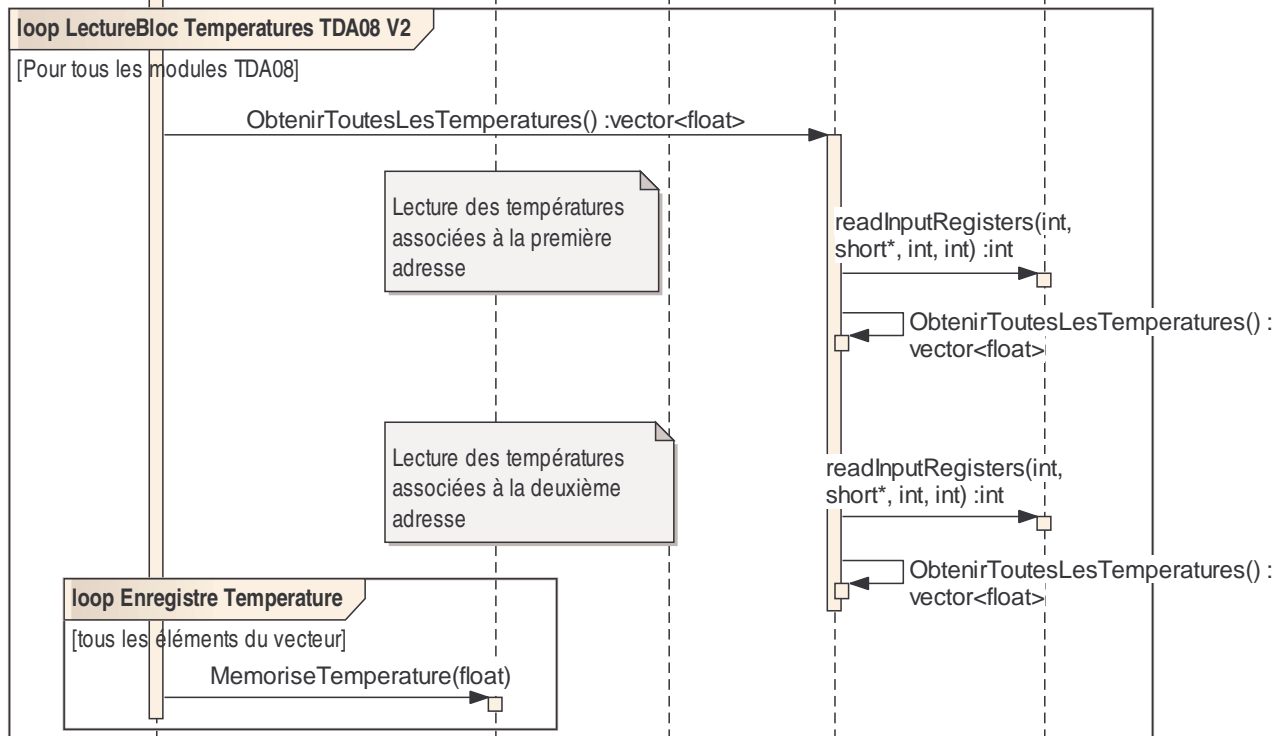 loop LectureBloc Temperatures TDA08 V2
[Pour tous les modules TDA08]
ObtenirToutesLesTemperatures() :vector<float>
Lecture des températures
associées à la première
adresse
readInputRegisters(int,
short*, int, int) :int
ObtenirToutesLesTemperatures() :
vector<float>
Lecture des températures
associées à la deuxième
adresse
readInputRegisters(int,
short*, int, int) :int
ObtenirToutesLesTemperatures() :
vector<float>
loop Enregistre Temperature
[tous les éléments du vecteur]
MemoriseTemperature(float)